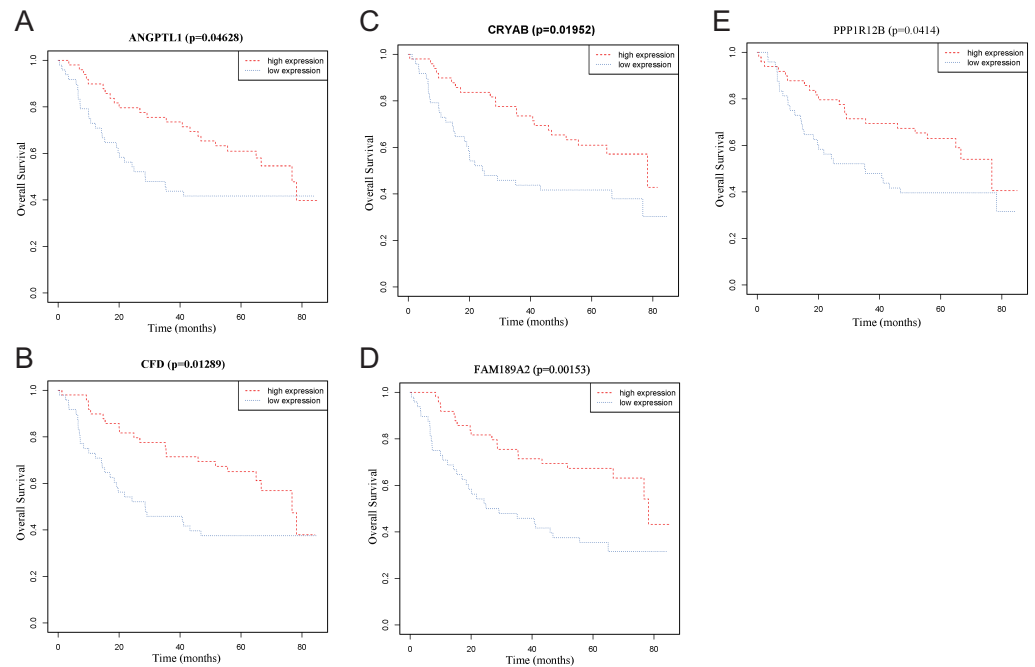 A
ANGPTL1 (p=0.04628)
high expression
low expression
Overall Survival
0.0 0.2 0.4 0.6 0.8 1.0
0 20 40 60 80
Time (months)
B
CFD (p=0.01289)
high expression
low expression
Overall Survival
0.0 0.2 0.4 0.6 0.8 1.0
0 20 40 60 80
Time (months)
C
CRYAB (p=0.01952)
high expression
low expression
Overall Survival
0.0 0.2 0.4 0.6 0.8 1.0
0 20 40 60 80
Time (months)
D
FAM189A2 (p=0.00153)
high expression
low expression
Overall Survival
0.0 0.2 0.4 0.6 0.8 1.0
0 20 40 60 80
Time (months)
E
PPP1R12B (p=0.0414)
high expression
low expression
Overall Survival
0.0 0.2 0.4 0.6 0.8 1.0
0 20 40 60 80
Time (months)